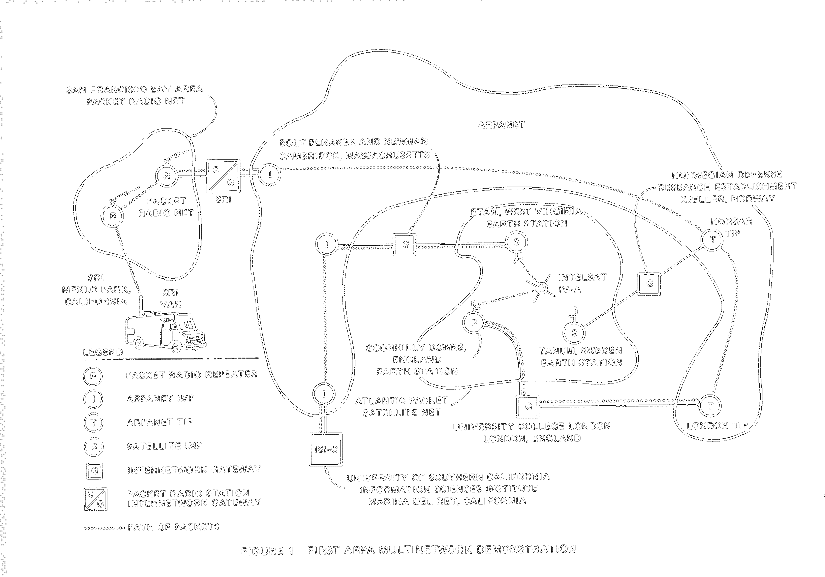 SAN FRANCISCO BAY AREA
PACKET RADIO NET
ARPANET
BOLT BERANEK AND NEWMAN
CAMBRIDGE, MASSACHUSETTS
NORWEGIAN DEFENSE
RESEARCH ESTABLISHMENT
KJELLER, NORWAY
PACKET
RADIO NET
SRI
ETAM, WEST VIRGINIA
EARTH STATION
NORSAR
TIP
SRI
MENLO PARK,
CALIFORNIA
SRI
VAN
INTELSAT
IV-A
GOONHILLY DOWNS,
ENGLAND
EARTH STATION
TANUM, SWEDEN
EARTH STATION
ATLANTIC PACKET
SATELLITE NET
UNIVERSITY COLLEGE LONDON
LONDON, ENGLAND
LONDON TIP
LEGEND
PACKET RADIO REPEATER
ARPANET IMP
ARPANET TIP
SATELLITE IMP
INTERNETWORK GATEWAY
PACKET RADIO STATION
INTERNETWORK GATEWAY
PATH OF PACKETS
UNIVERSITY OF SOUTHERN CALIFORNIA
INFORMATION SCIENCES INSTITUTE
MARINA DEL REY, CALIFORNIA
FIGURE 1 FIRST ARPA MULTINETWORK DEMONSTRATION